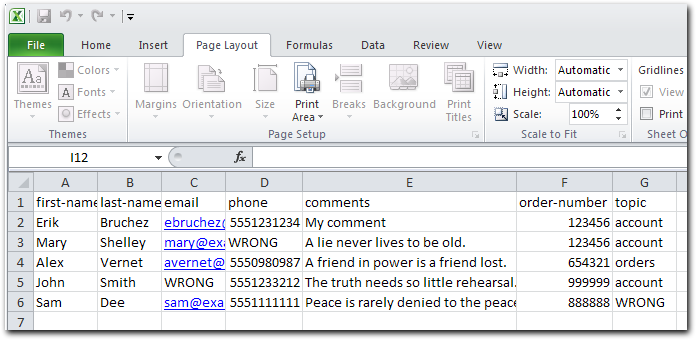 File Home Insert Page Layout Formulas Data Review View
Themes Colors Fonts Effects
Margins Orientation Size Print Area Breaks Background Print Titles
Width: Automatic
Height: Automatic
Scale: 100%
Gridlines
View
Print
Themes Page Setup Scale to Fit Sheet O
I12 fx
A B C D E F G
1 first-name last-name email phone comments order-number topic
2 Erik Bruchez ebruchez@ 5551231234 My comment 123456 account
3 Mary Shelley mary@exa WRONG A lie never lives to be old. 123456 account
4 Alex Vernet avernet@ 5550980987 A friend in power is a friend lost. 654321 orders
5 John Smith WRONG 5551233212 The truth needs so little rehearsal. 999999 account
6 Sam Dee sam@exa 5551111111 Peace is rarely denied to the peace 888888 WRONG
7